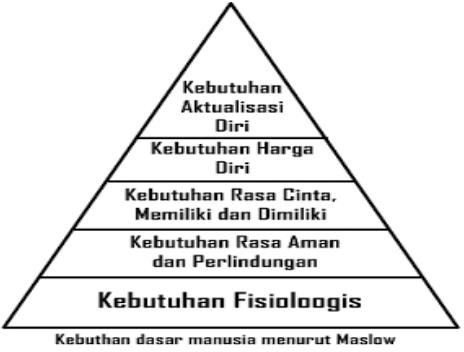 Kebutuhan
Aktualisasi
Diri
Kebutuhan Harga
Diri
Kebutuhan Rasa Cinta,
Memiliki dan Dimiliki
Kebutuhan Rasa Aman
dan Perlindungan
Kebutuhan Fisioloogis
Kebuthan dasar manusia menurut Maslow